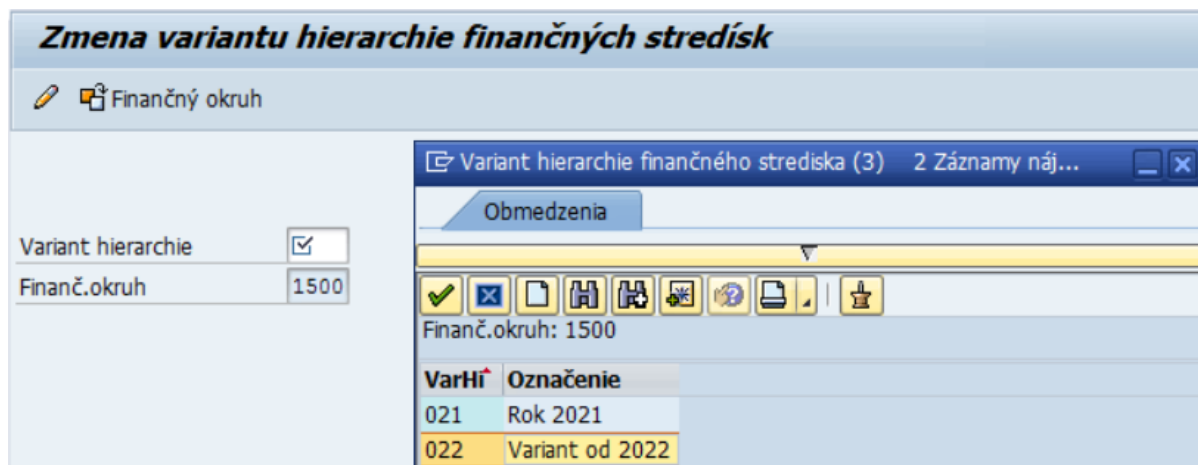 Zmena variantu hierarchie finančných stredísk
Finančný okruh
Variant hierarchie finančného strediska (3) 2 Záznamy náj...
Obmedzenia
Variant hierarchie
Finanč.okruh 1500
Finanč.okruh: 1500
VarHi Označenie
021 Rok 2021
022 Variant od 2022